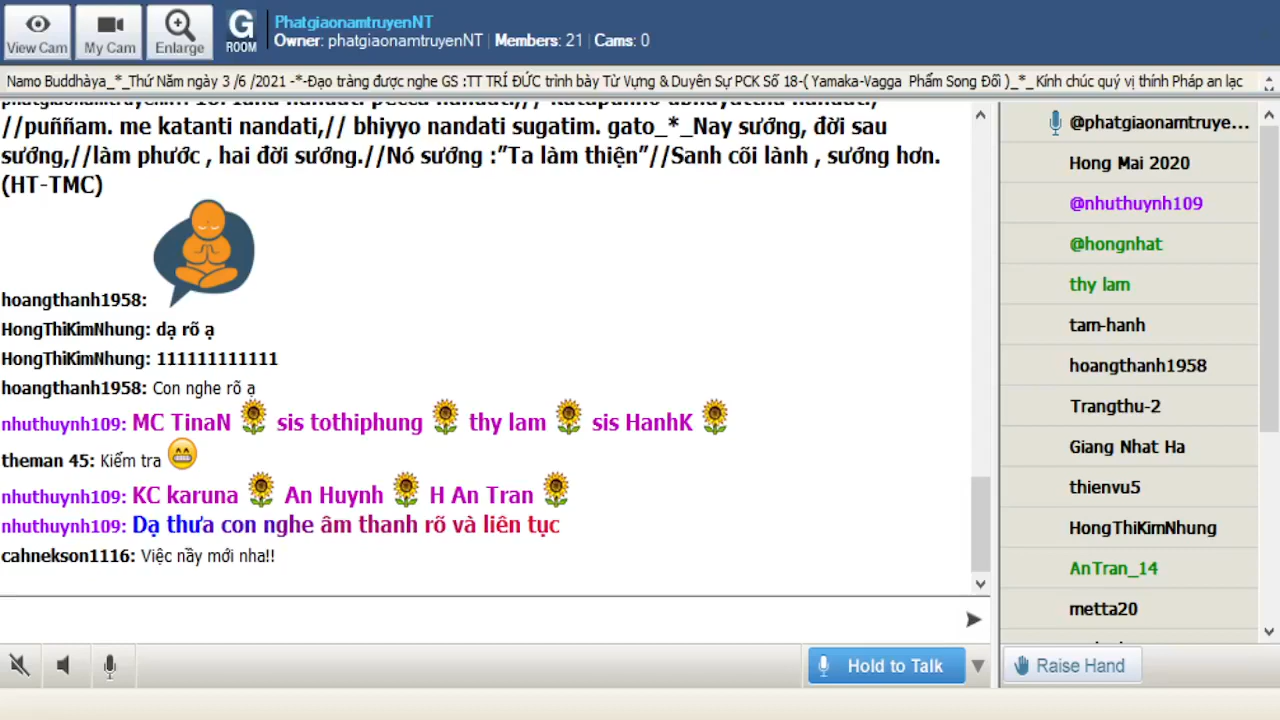 View Cam
My Cam
Enlarge
G
ROOM
PhatgiaonamtruyenNT
Owner: phatgiaonamtruyenNT | Members: 21 | Cams: 0
Namo Buddhàya_*_Thứ Năm ngày 3 /6 /2021 -*-Đạo tràng được nghe GS :TT TRÍ ĐỨC trình bày Từ Vựng & Duyên Sự PCK Số 18-( Yamaka-Vagga Phẩm Song Đối )_*_ Kính chúc quý vị thính Pháp an lạc
//puññam. me katanti nandati,// bhiyyo nandati sugatim. gato_*_Nay sướng, đời sau
sướng,//làm phước , hai đời sướng.//Nó sướng :”Ta làm thiện”//Sanh cõi lành , sướng hơn.
(HT-TMC)
hoangthanh1958:
HongThiKimNhung: dạ rõ ạ
HongThiKimNhung: 111111111111
hoangthanh1958: Con nghe rõ ạ
nhuthuynh109: MC TinaN sis tothiphung thy lam sis HanhK
theman 45: Kiểm tra
nhuthuynh109: KC karuna An Huynh H An Tran
nhuthuynh109: Dạ thưa con nghe âm thanh rõ và liên tục
cahnekson1116: Việc nầy mới nha!!
@phatgiaonamtruye...
Hong Mai 2020
@nhuthuynh109
@hongnhat
thy lam
tam-hanh
hoangthanh1958
Trangthu-2
Giang Nhat Ha
thienvu5
HongThiKimNhung
AnTran_14
metta20
Hold to Talk
Raise Hand